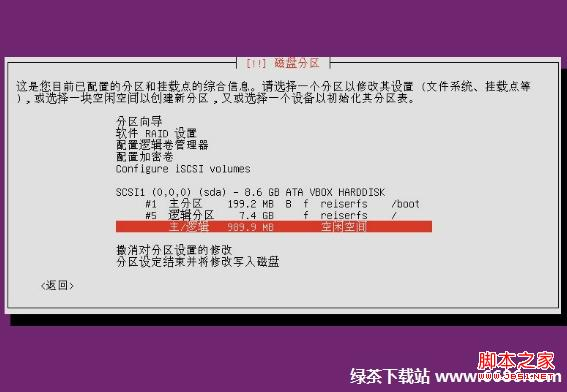 [!!] 磁盘分区
这是您目前已配置的分区和挂载点的综合信息。请选择一个分区以修改其设置 (文件系统、挂载点等
),或选择一块空闲空间以创建新分区,又或选择一个设备以初始化其分区表。
分区向导
软件 RAID 设置
配置逻辑卷管理器
配置加密卷
Configure iSCSI volumes
SCSI1 (0,0,0) (sda) - 8.6 GB ATA VBOX HARDDISK
#1 主分区 199.2 MB B f reiserfs /boot
#5 逻辑分区 7.4 GB f reiserfs /
主/逻辑 989.9 MB 空闲空间
撤消对分区设置的修改
分区设定结束并将修改写入磁盘
<返回>
脚本之家
绿茶下载站 www.